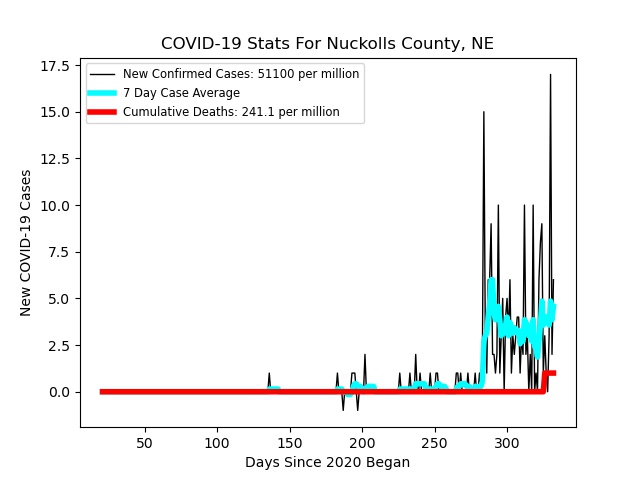 COVID-19 Stats For Nuckolls County, NE
New Confirmed Cases: 51100 per million
7 Day Case Average
Cumulative Deaths: 241.1 per million
New COVID-19 Cases
17.5
15.0
12.5
10.0
7.5
5.0
2.5
0.0
50 100 150 200 250 300
Days Since 2020 Began